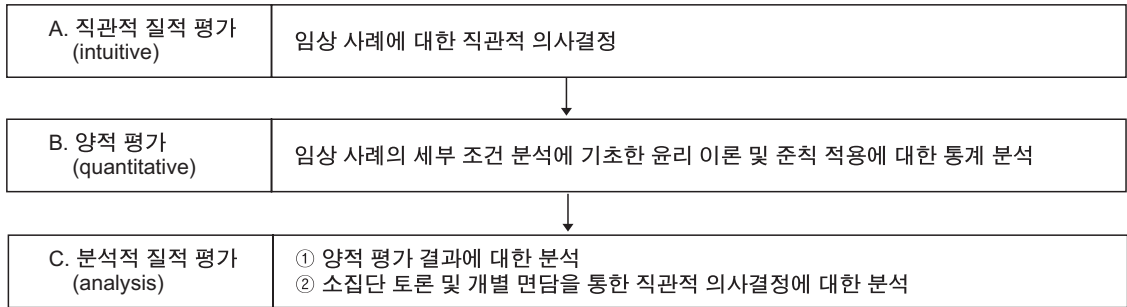 A. 직관적 질적 평가
(intuitive)
임상 사례에 대한 직관적 의사결정
B. 양적 평가
(quantitative)
임상 사례의 세부 조건 분석에 기초한 윤리 이론 및 준칙 적용에 대한 통계 분석
C. 분석적 질적 평가
(analysis)
① 양적 평가 결과에 대한 분석
② 소집단 토론 및 개별 면담을 통한 직관적 의사결정에 대한 분석